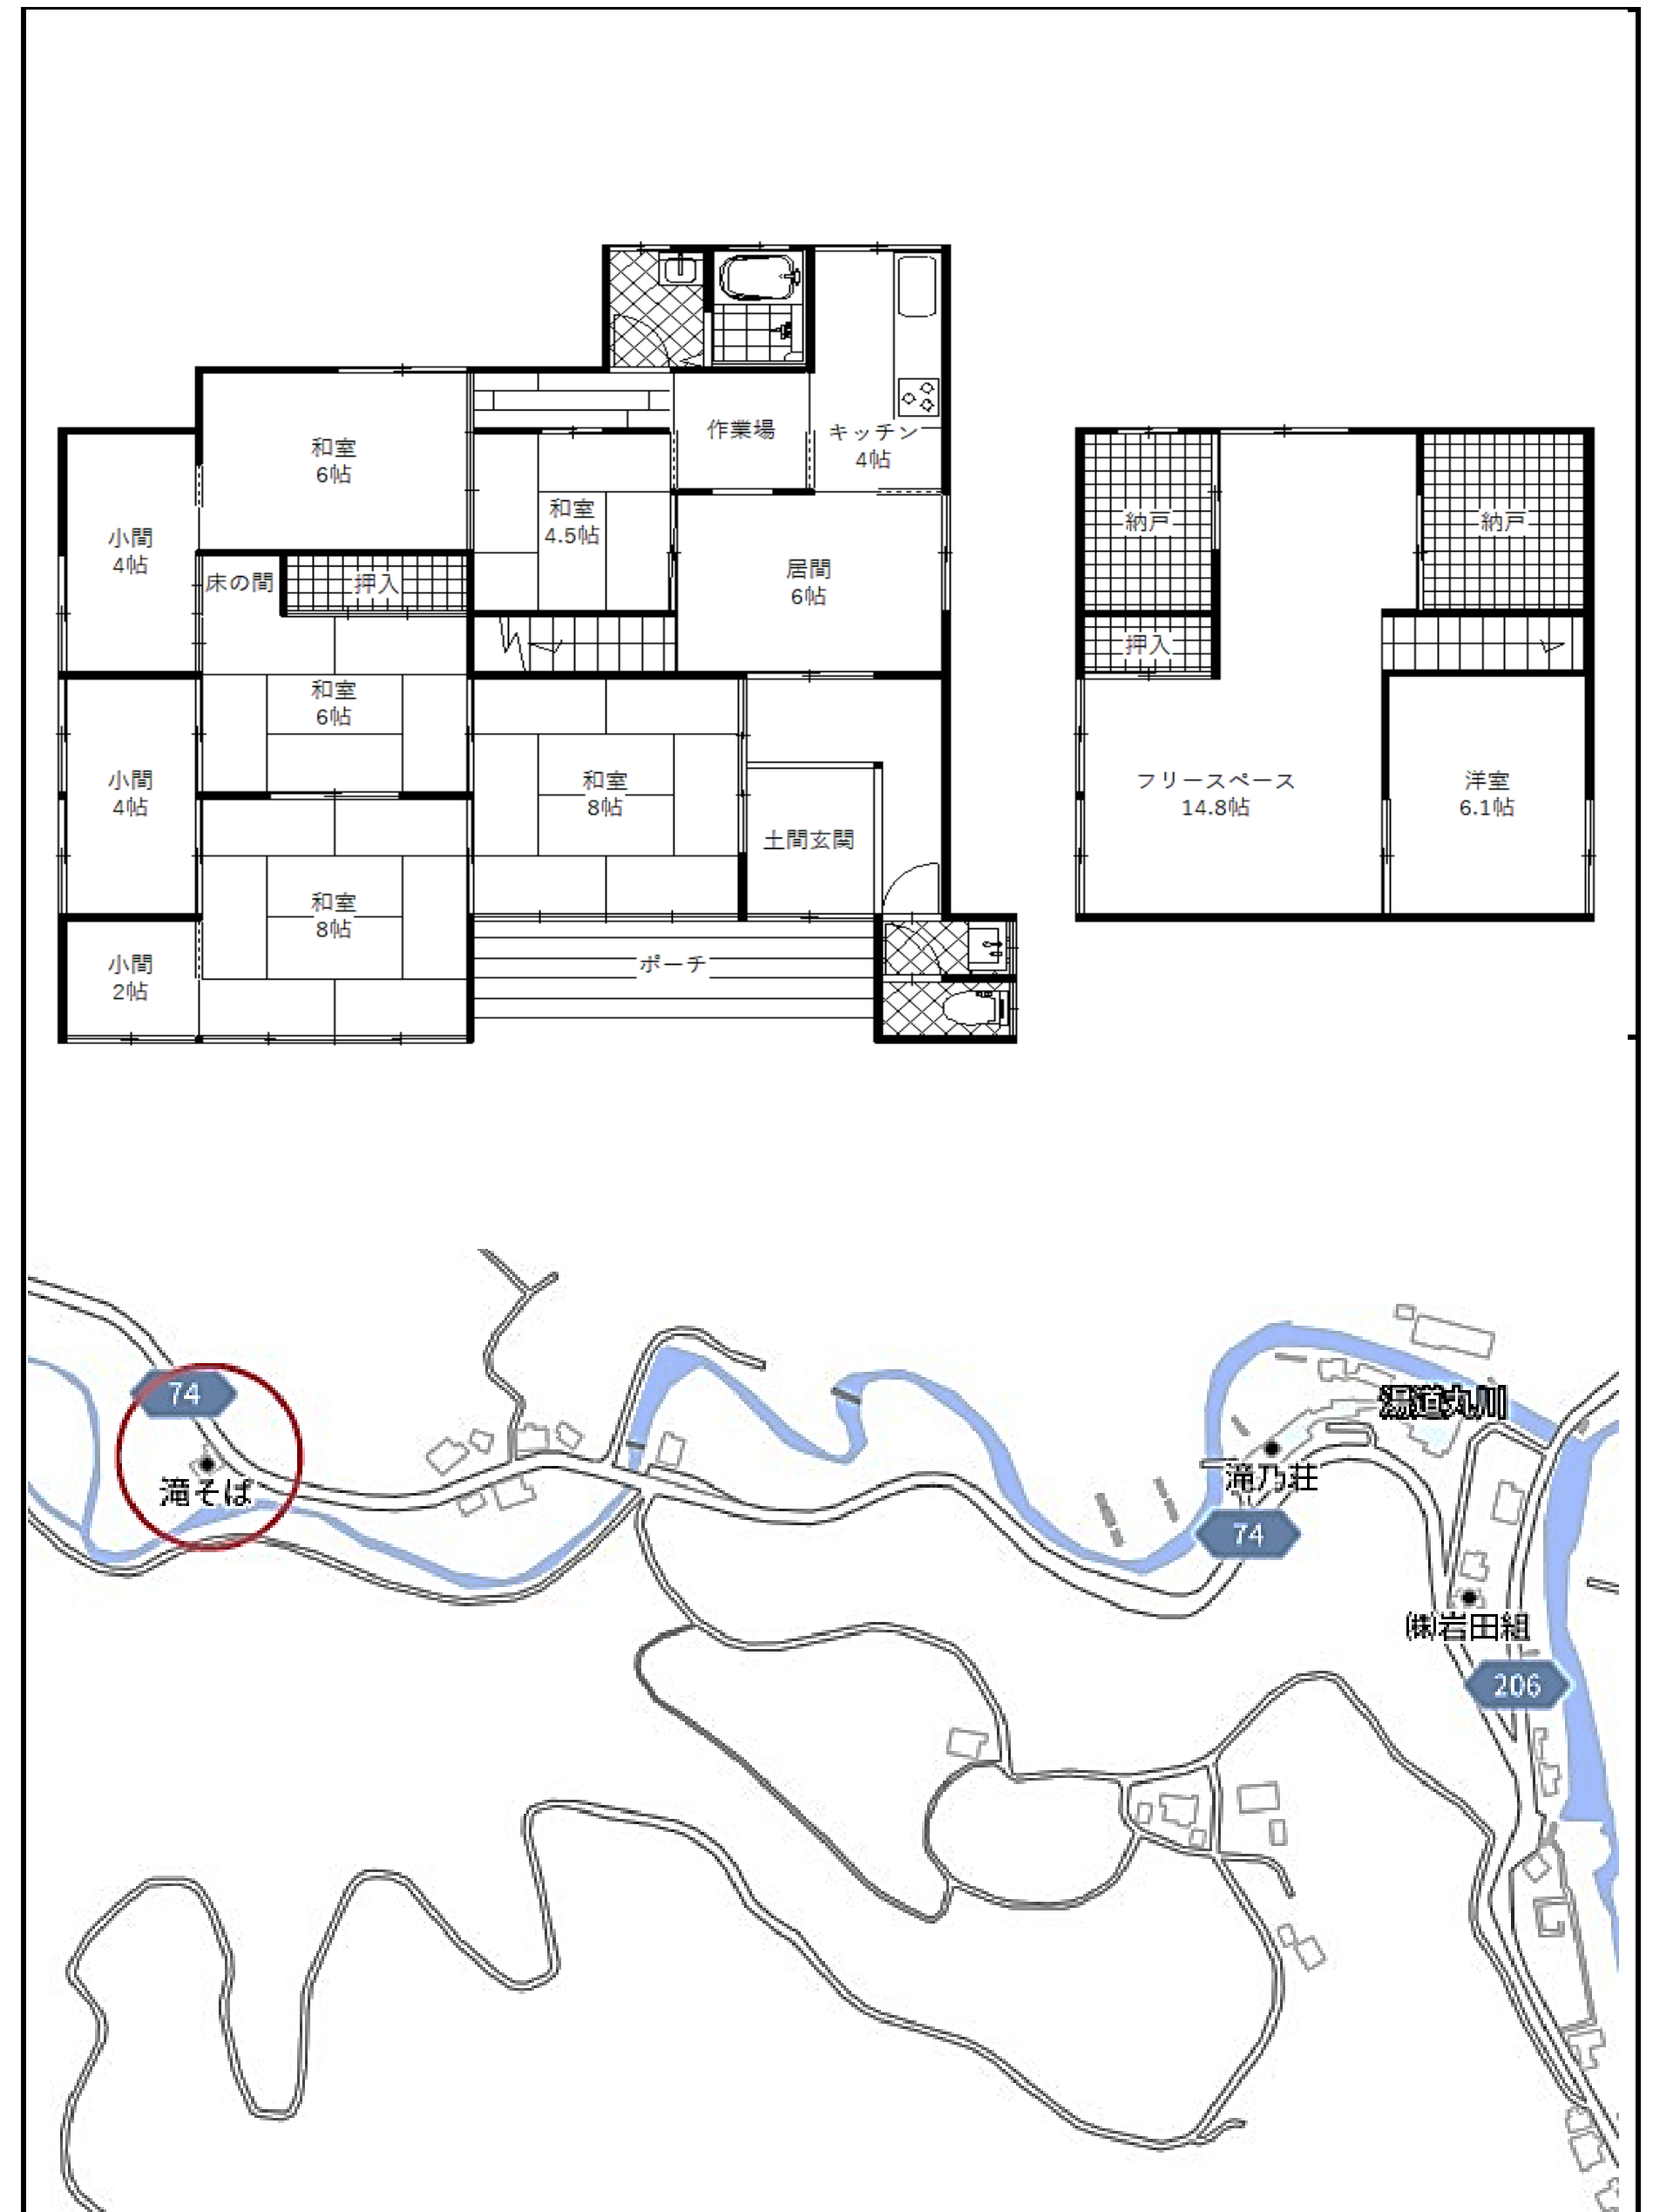 和室
6帖
小間
4帖
床の間
押入
和室
4.5帖
作業場
キッチン
4帖
居間
6帖
和室
6帖
小間
4帖
和室
8帖
土間玄関
和室
8帖
小間
2帖
ポーチ
納戸
納戸
押入
フリースペース
14.8帖
洋室
6.1帖
74
滝そば
湯道丸川
滝乃荘
74
㈱岩田組
206